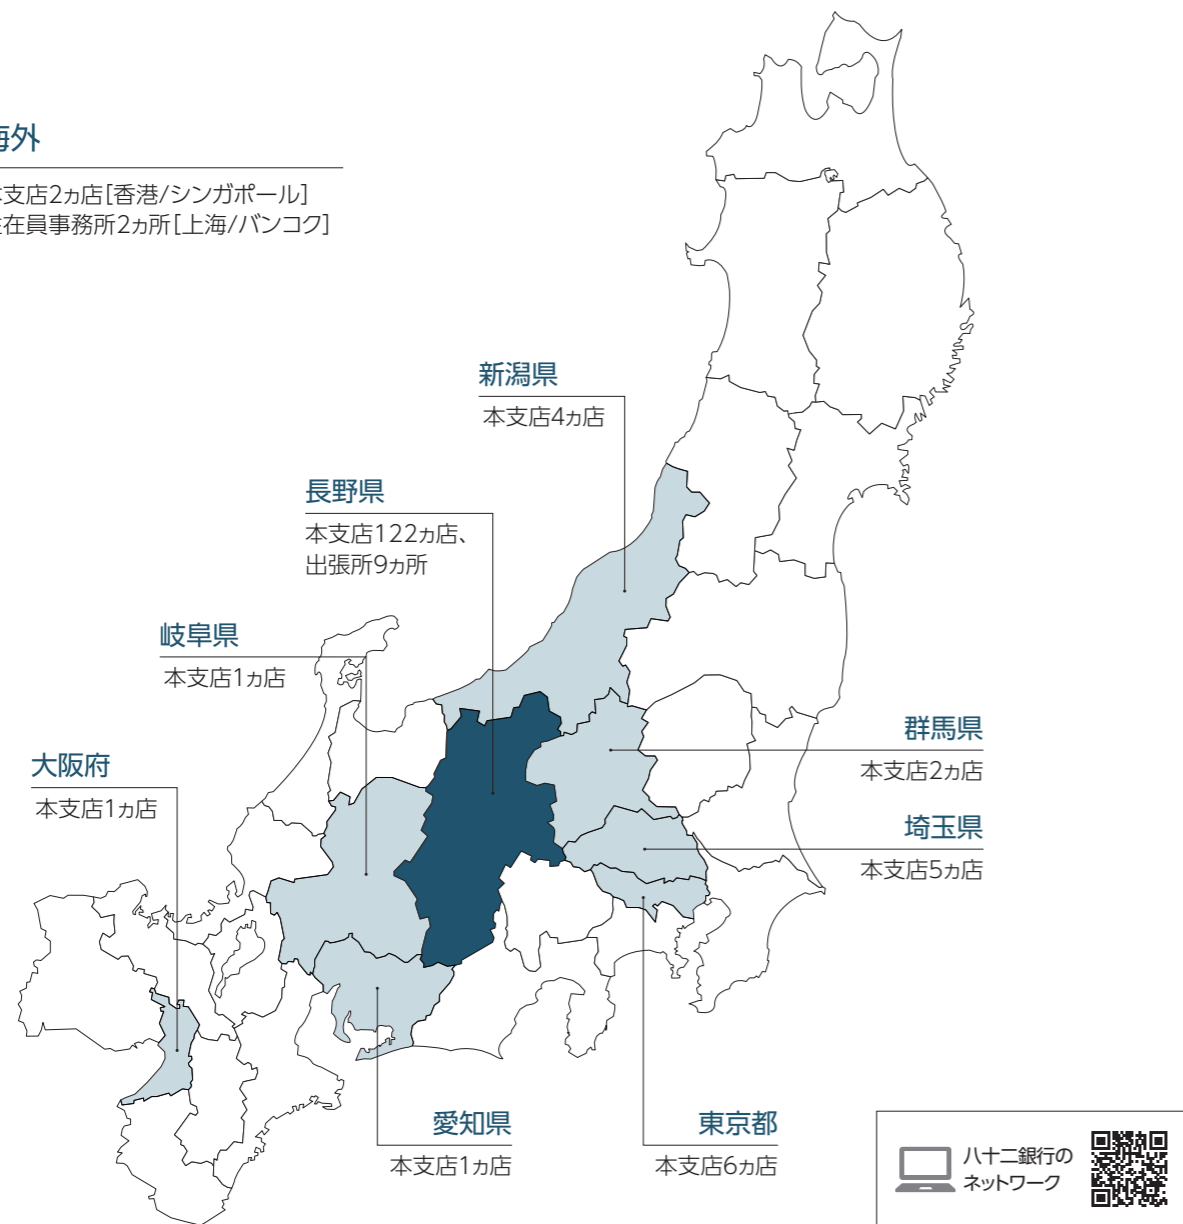 海外
本支店2ヵ店[香港/シンガポール]
駐在員事務所2ヵ所[上海/バンコク]
新潟県
本支店4ヵ店
長野県
本支店122ヵ店、
出張所9ヵ所
岐阜県
本支店1ヵ店
大阪府
本支店1ヵ店
群馬県
本支店2ヵ店
埼玉県
本支店5ヵ店
愛知県
本支店1ヵ店
東京都
本支店6ヵ店
八十二銀行の
ネットワーク